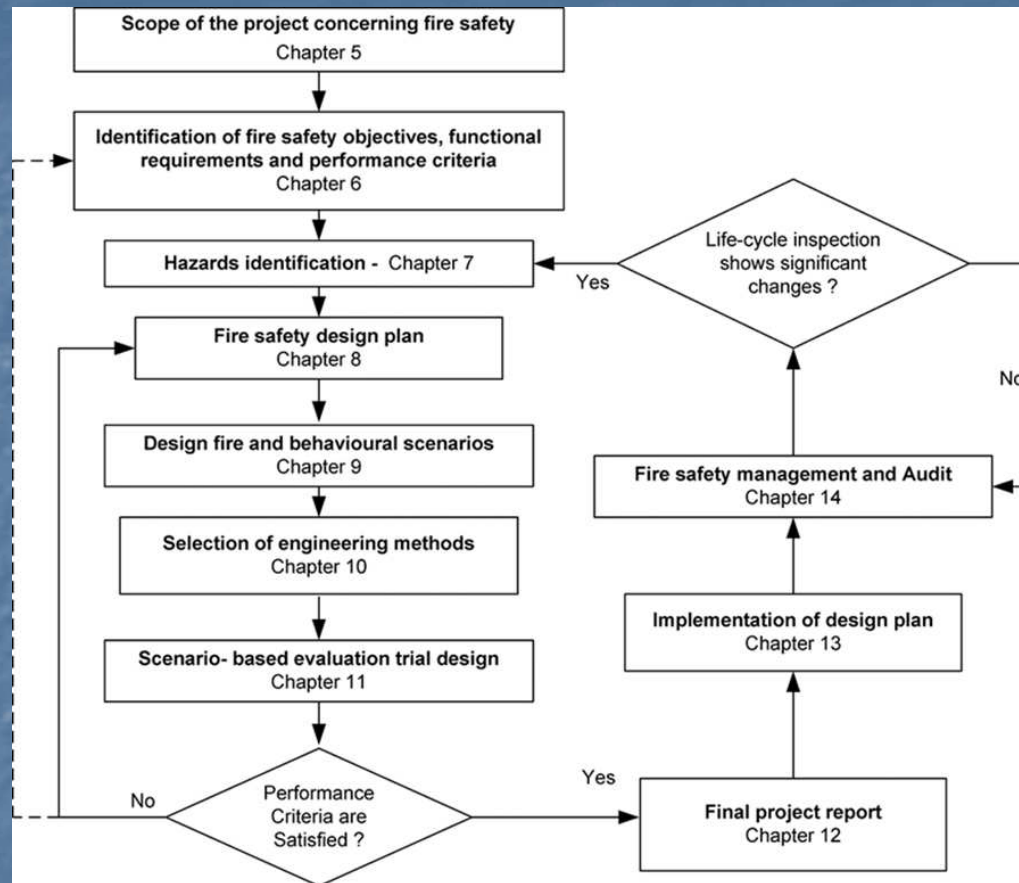 Scope of the project concerning fire safety
Chapter 5
Identification of fire safety objectives, functional
requirements and performance criteria
Chapter 6
Hazards identification - Chapter 7
Fire safety design plan
Chapter 8
Design fire and behavioural scenarios
Chapter 9
Selection of engineering methods
Chapter 10
Scenario- based evaluation trial design
Chapter 11
Performance
Criteria are
Satisfied ?
No
Yes
Final project report
Chapter 12
Implementation of design plan
Chapter 13
Fire safety management and Audit
Chapter 14
Life-cycle inspection
shows significant
changes ?
Yes
No